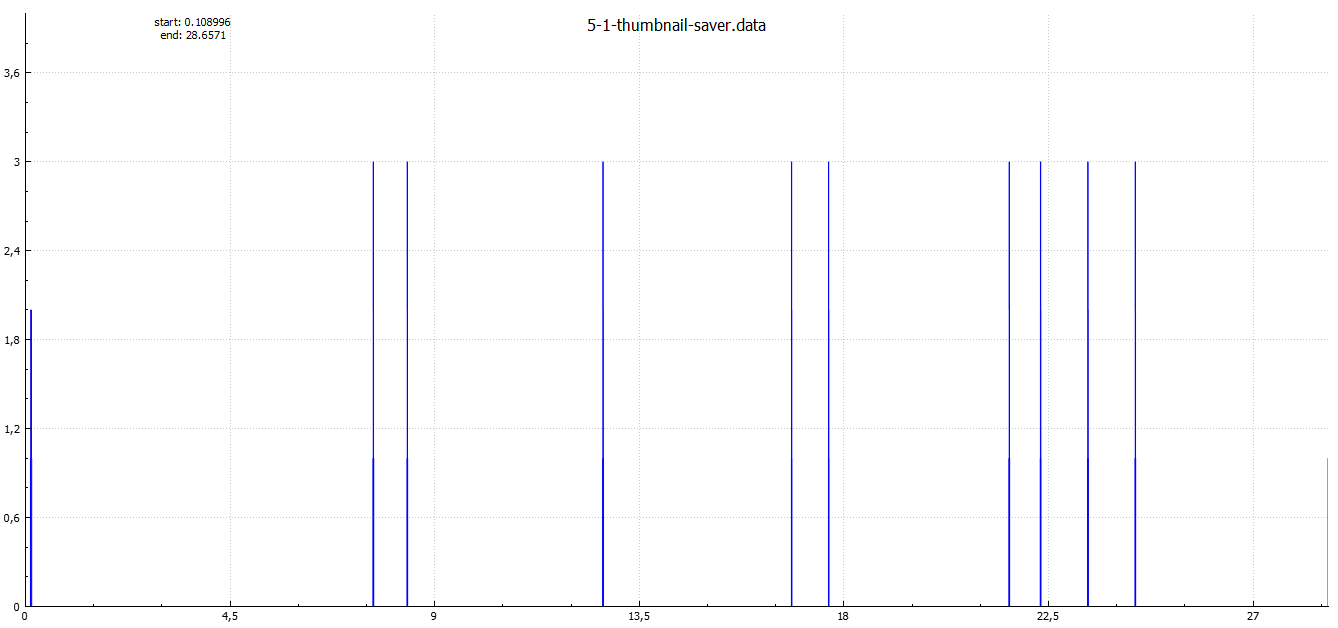 start: 0.108996
end: 28.6571
5-1-thumbnail-saver.data
3,6
3
2,4
1,8
1,2
0,6
0
0 4,5 9 13,5 18 22,5 27